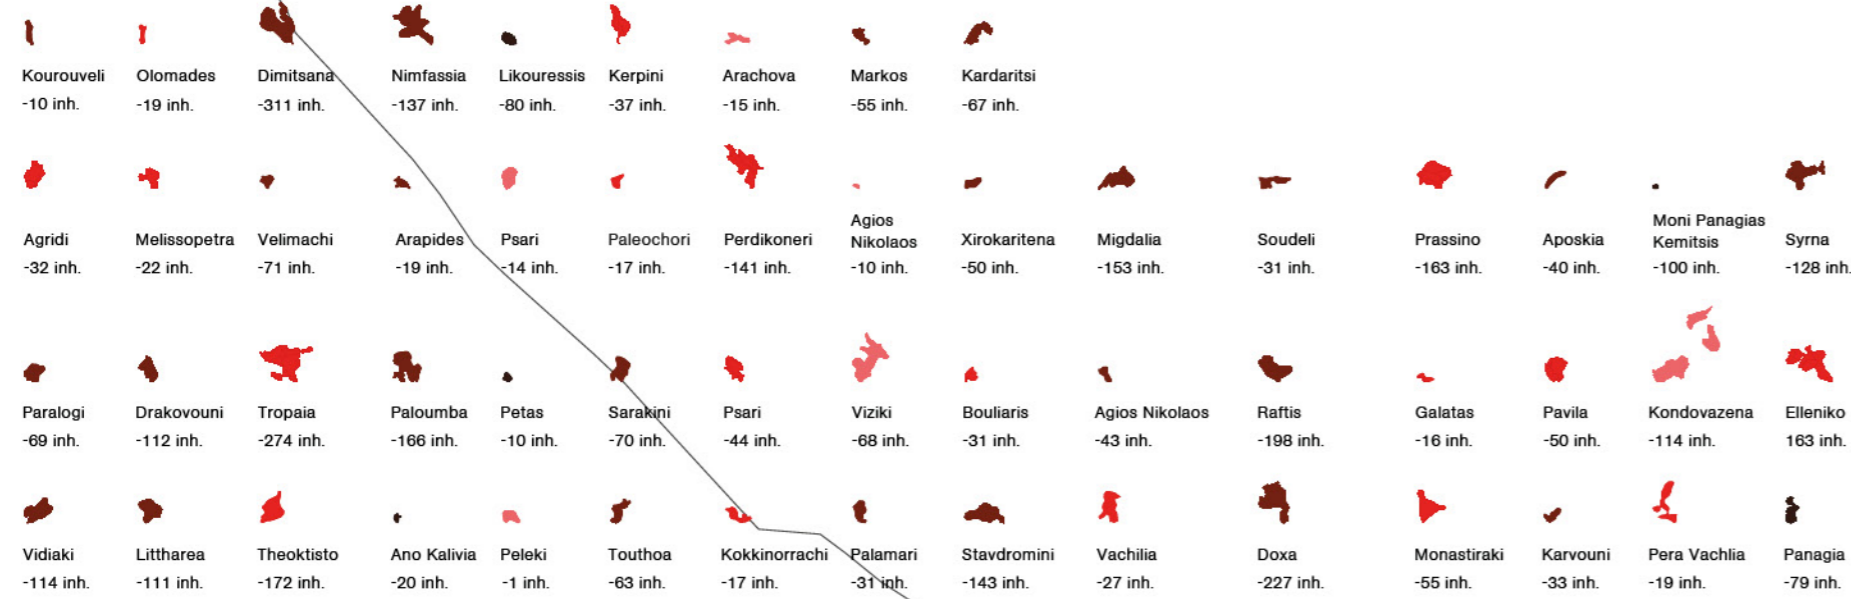 Kourouveli Olomades Dimitsana Nimfassia Likouressis Kerpini Arachova Markos Kardaritsi
-10 inh. -19 inh. -311 inh. -137 inh. -80 inh. -37 inh. -15 inh. -55 inh. -67 inh.
Agios Moni Panagias
Agridi Melissopetra Velimachi Arapides Psari Paleochori Perdikoneri Nikolaos Xirokaritena Migdalia Soudeli Prassino Aposkia Kemitsis Syrna
-32 inh. -22 inh. -71 inh. -19 inh. -14 inh. -17 inh. -141 inh. -10 inh. -50 inh. -153 inh. -31 inh. -163 inh. -40 inh. -100 inh. -128 inh.
Paralogi Drakovouni Tropaia Paloumba Petas Sarakini Psari Viziki Bouliaris Agios Nikolaos Raftis Galatas Pavila Kondovazena Elleniko
-69 inh. -112 inh. -274 inh. -166 inh. -10 inh. -70 inh. -44 inh. -68 inh. -31 inh. -43 inh. -198 inh. -16 inh. -50 inh. -114 inh. 163 inh.
Vidiaki Littharea Theoktisto Ano Kalivia Peleki Touthoa Kokkinorrachi Palamari Stavdromini Vachilia Doxa Monastiraki Karvouni Pera Vachlia Panagia
-114 inh. -111 inh. -172 inh. -20 inh. -1 inh. -63 inh. -17 inh. -31 inh. -143 inh. -27 inh. -227 inh. -55 inh. -33 inh. -19 inh. -79 inh.